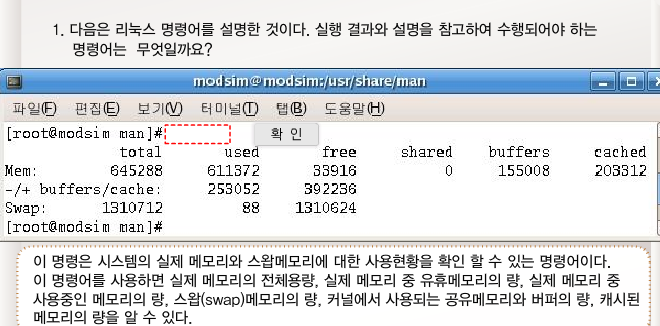 1. 다음은 리눅스 명령어를 설명한 것이다. 실행 결과와 설명을 참고하여 수행되어야 하는
명령어는 무엇일까요?
modsim@modsim:/usr/share/man
파일(F) 편집(E) 보기(V) 터미널(T) 탭(B) 도움말(H)
[root@modsim man]# 확 인
total used free shared buffers cached
Mem: 645288 611372 33916 0 155008 203312
-/+ buffers/cache: 253052 392236
Swap: 1310712 88 1310624
[root@modsim man]#
이 명령은 시스템의 실제 메모리와 스왑메모리에 대한 사용현황을 확인 할 수 있는 명령어이다.
이 명령어를 사용하면 실제 메모리의 전체용량, 실제 메모리 중 유휴메모리의 량, 실제 메모리 중
사용중인 메모리의 량, 스왑(swap)메모리의 량, 커널에서 사용되는 공유메모리와 버퍼의 량, 캐시된
메모리의 량을 알 수 있다.